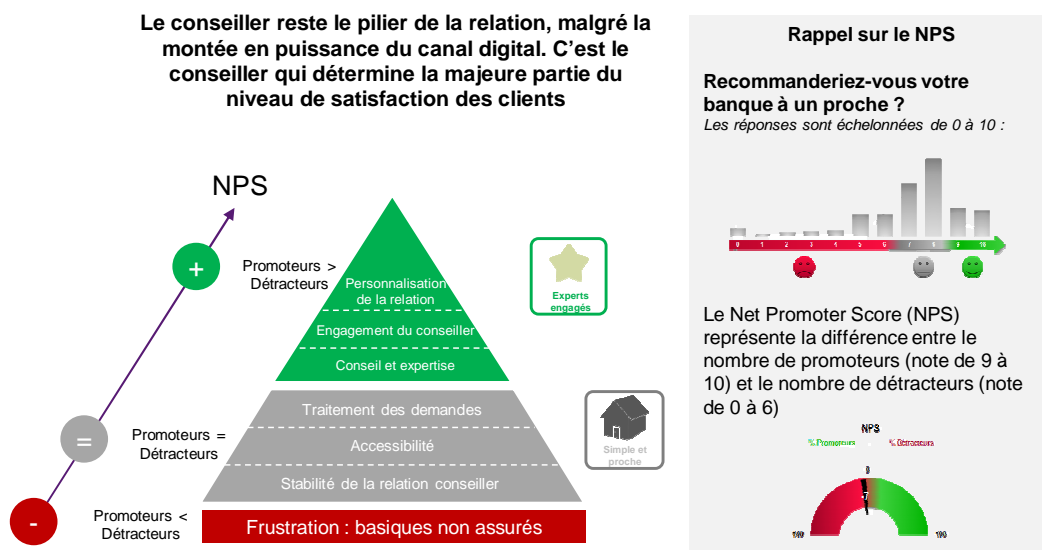 Le conseiller reste le pilier de la relation, malgré la
montée en puissance du canal digital. C'est le
conseiller qui détermine la majeure partie du
niveau de satisfaction des clients
NPS
+
Promoteurs >
Détracteurs
Personnalisation
de la relation
Engagement du conseiller
Conseil et expertise
Experts
engagés
=
Promoteurs =
Détracteurs
Traitement des demandes
Accessibilité
Stabilité de la relation conseiller
Simple et
proche
-
Promoteurs <
Détracteurs
Frustration : basiques non assurés
Rappel sur le NPS
Recommanderiez-vous votre
banque à un proche ?
Les réponses sont échelonnées de 0 à 10 :
0 1 2 3 4 5 6 7 8 9 10
Le Net Promoter Score (NPS)
représente la différence entre le
nombre de promoteurs (note de 9 à
10) et le nombre de détracteurs (note
de 0 à 6)
NPS
% Promoteurs - % Détracteurs
0
-7